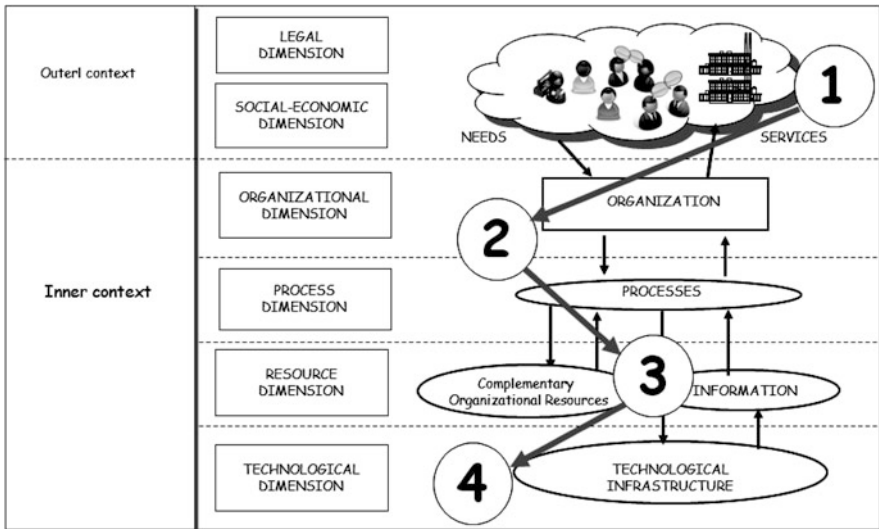 LEGAL
DIMENSION
Outerl context
SOCIAL-ECONOMIC
DIMENSION
1
NEEDS
SERVICES
ORGANIZATIONAL
DIMENSION
ORGANIZATION
2
Inner context
PROCESS
DIMENSION
PROCESSES
RESOURCE
DIMENSION
Complementary
Organizational Resources
3
INFORMATION
TECHNOLOGICAL
DIMENSION
4
TECHNOLOGICAL
INFRASTRUCTURE